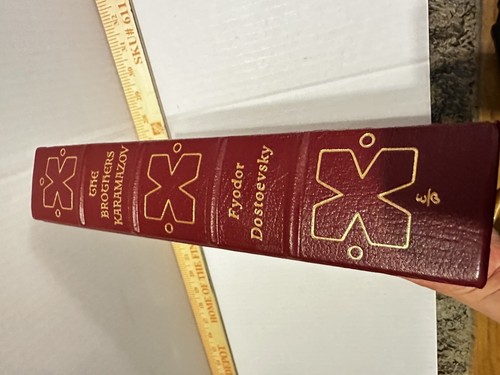 THE
BROTHERS
KARAMAZOV
Fyodor
Dostoevsky
SKU# 611